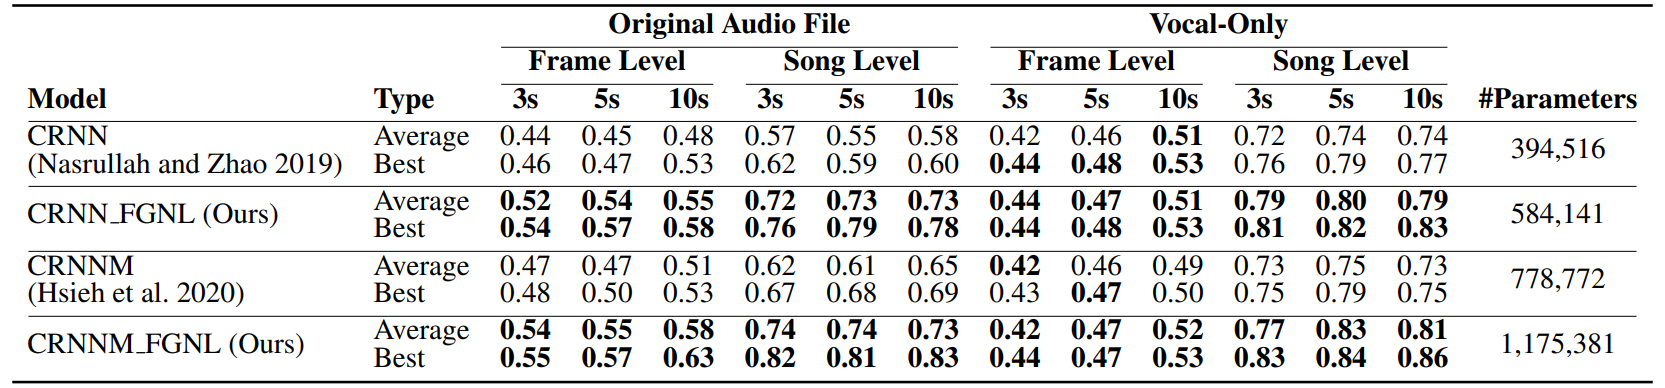 Original Audio File Vocal-Only
Frame Level Song Level Frame Level Song Level
Model Type 3s 5s 10s 3s 5s 10s 3s 5s 10s 3s 5s 10s #Parameters
CRNN Average 0.44 0.45 0.48 0.57 0.55 0.58 0.42 0.46 0.51 0.72 0.74 0.74
394,516
(Nasrullah and Zhao 2019) Best 0.46 0.47 0.53 0.62 0.59 0.60 0.44 0.48 0.53 0.76 0.79 0.77
Average 0.52 0.54 0.55 0.72 0.73 0.73 0.44 0.47 0.51 0.79 0.80 0.79
CRNN_FGNL (Ours) 584,141
Best 0.54 0.57 0.58 0.76 0.79 0.78 0.44 0.48 0.53 0.81 0.82 0.83
CRNNM Average 0.47 0.47 0.51 0.62 0.61 0.65 0.42 0.46 0.49 0.73 0.75 0.73
778,772
(Hsieh et al. 2020) Best 0.48 0.50 0.53 0.67 0.68 0.69 0.43 0.47 0.50 0.75 0.79 0.75
Average 0.54 0.55 0.58 0.74 0.74 0.73 0.42 0.47 0.52 0.77 0.83 0.81
CRNNM_FGNL (Ours) 1,175,381
Best 0.55 0.57 0.63 0.82 0.81 0.83 0.44 0.47 0.53 0.83 0.84 0.86